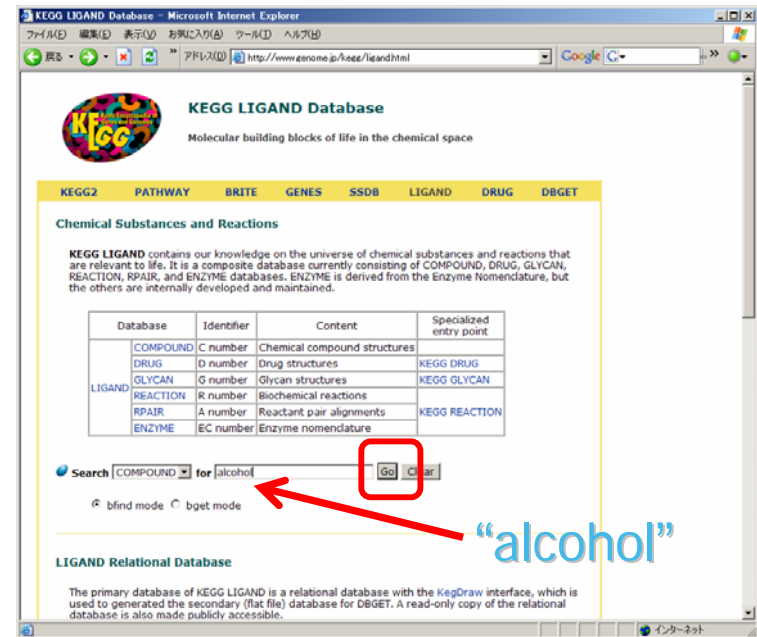 KEGG LIGAND Database - Microsoft Internet Explorer
ファイル(F) 編集(E) 表示(V) お気に入り(A) ツール(T) ヘルプ(H)
戻る アドレス(D) http://www.genome.jp/kegg/ligand.html Google G
KEGG
KEGG LIGAND Database
Molecular building blocks of life in the chemical space
KEGG2 PATHWAY BRITE GENES SSDB LIGAND DRUG DBGET
Chemical Substances and Reactions
KEGG LIGAND contains our knowledge on the universe of chemical substances and reactions that
are relevant to life. It is a composite database currently consisting of COMPOUND, DRUG, GLYCAN,
REACTION, RPAIR, and ENZYME databases. ENZYME is derived from the Enzyme Nomenclature, but
the others are internally developed and maintained.
Database Identifier Content Specialized entry point
LIGAND
COMPOUND C number Chemical compound structures
DRUG D number Drug structures KEGG DRUG
GLYCAN G number Glycan structures KEGG GLYCAN
REACTION R number Biochemical reactions KEGG REACTION
RPAIR A number Reactant pair alignments
ENZYME EC number Enzyme nomenclature
Search COMPOUND for alcohol Go Clear
bfind mode bget mode
“alcohol”
LIGAND Relational Database
The primary database of KEGG LIGAND is a relational database with the KegDraw interface, which is
used to generated the secondary (flat file) database for DBGET. A read-only copy of the relational
database is also made publicly accessible.
インターネット